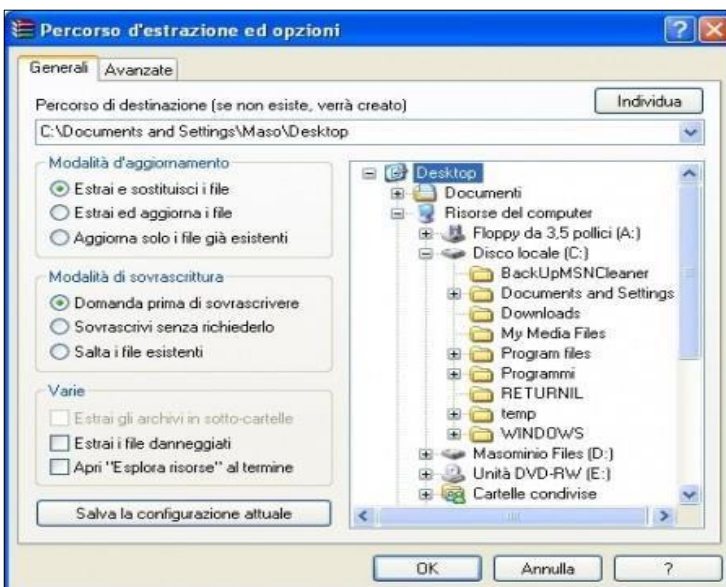 Percorso d'estrazione ed opzioni
Generali Avanzate
Percorso di destinazione (se non esiste, verrà creato)
Individua
C:\Documents and Settings\Maso\Desktop
Modalità d'aggiornamento
Estrai e sostituisci i file
Estrai ed aggiorna i file
Aggiorna solo i file già esistenti
Modalità di sovrascrittura
Domanda prima di sovrascrivere
Sovrascrivi senza richiederlo
Salta i file esistenti
Varie
Estrai gli archivi in sotto-cartelle
Estrai i file danneggiati
Apri "Esplora risorse" al termine
Salva la configurazione attuale
Desktop
Documenti
Risorse del computer
Floppy da 3,5 pollici (A:)
Disco locale (C:)
BackUpMSNCleaner
Documents and Settings
Downloads
My Media Files
Program files
Programmi
RETURNIL
temp
WINDOWS
Masominio Files (D:)
Unità DVD-RW (E:)
Cartelle condivise
OK Annulla ?